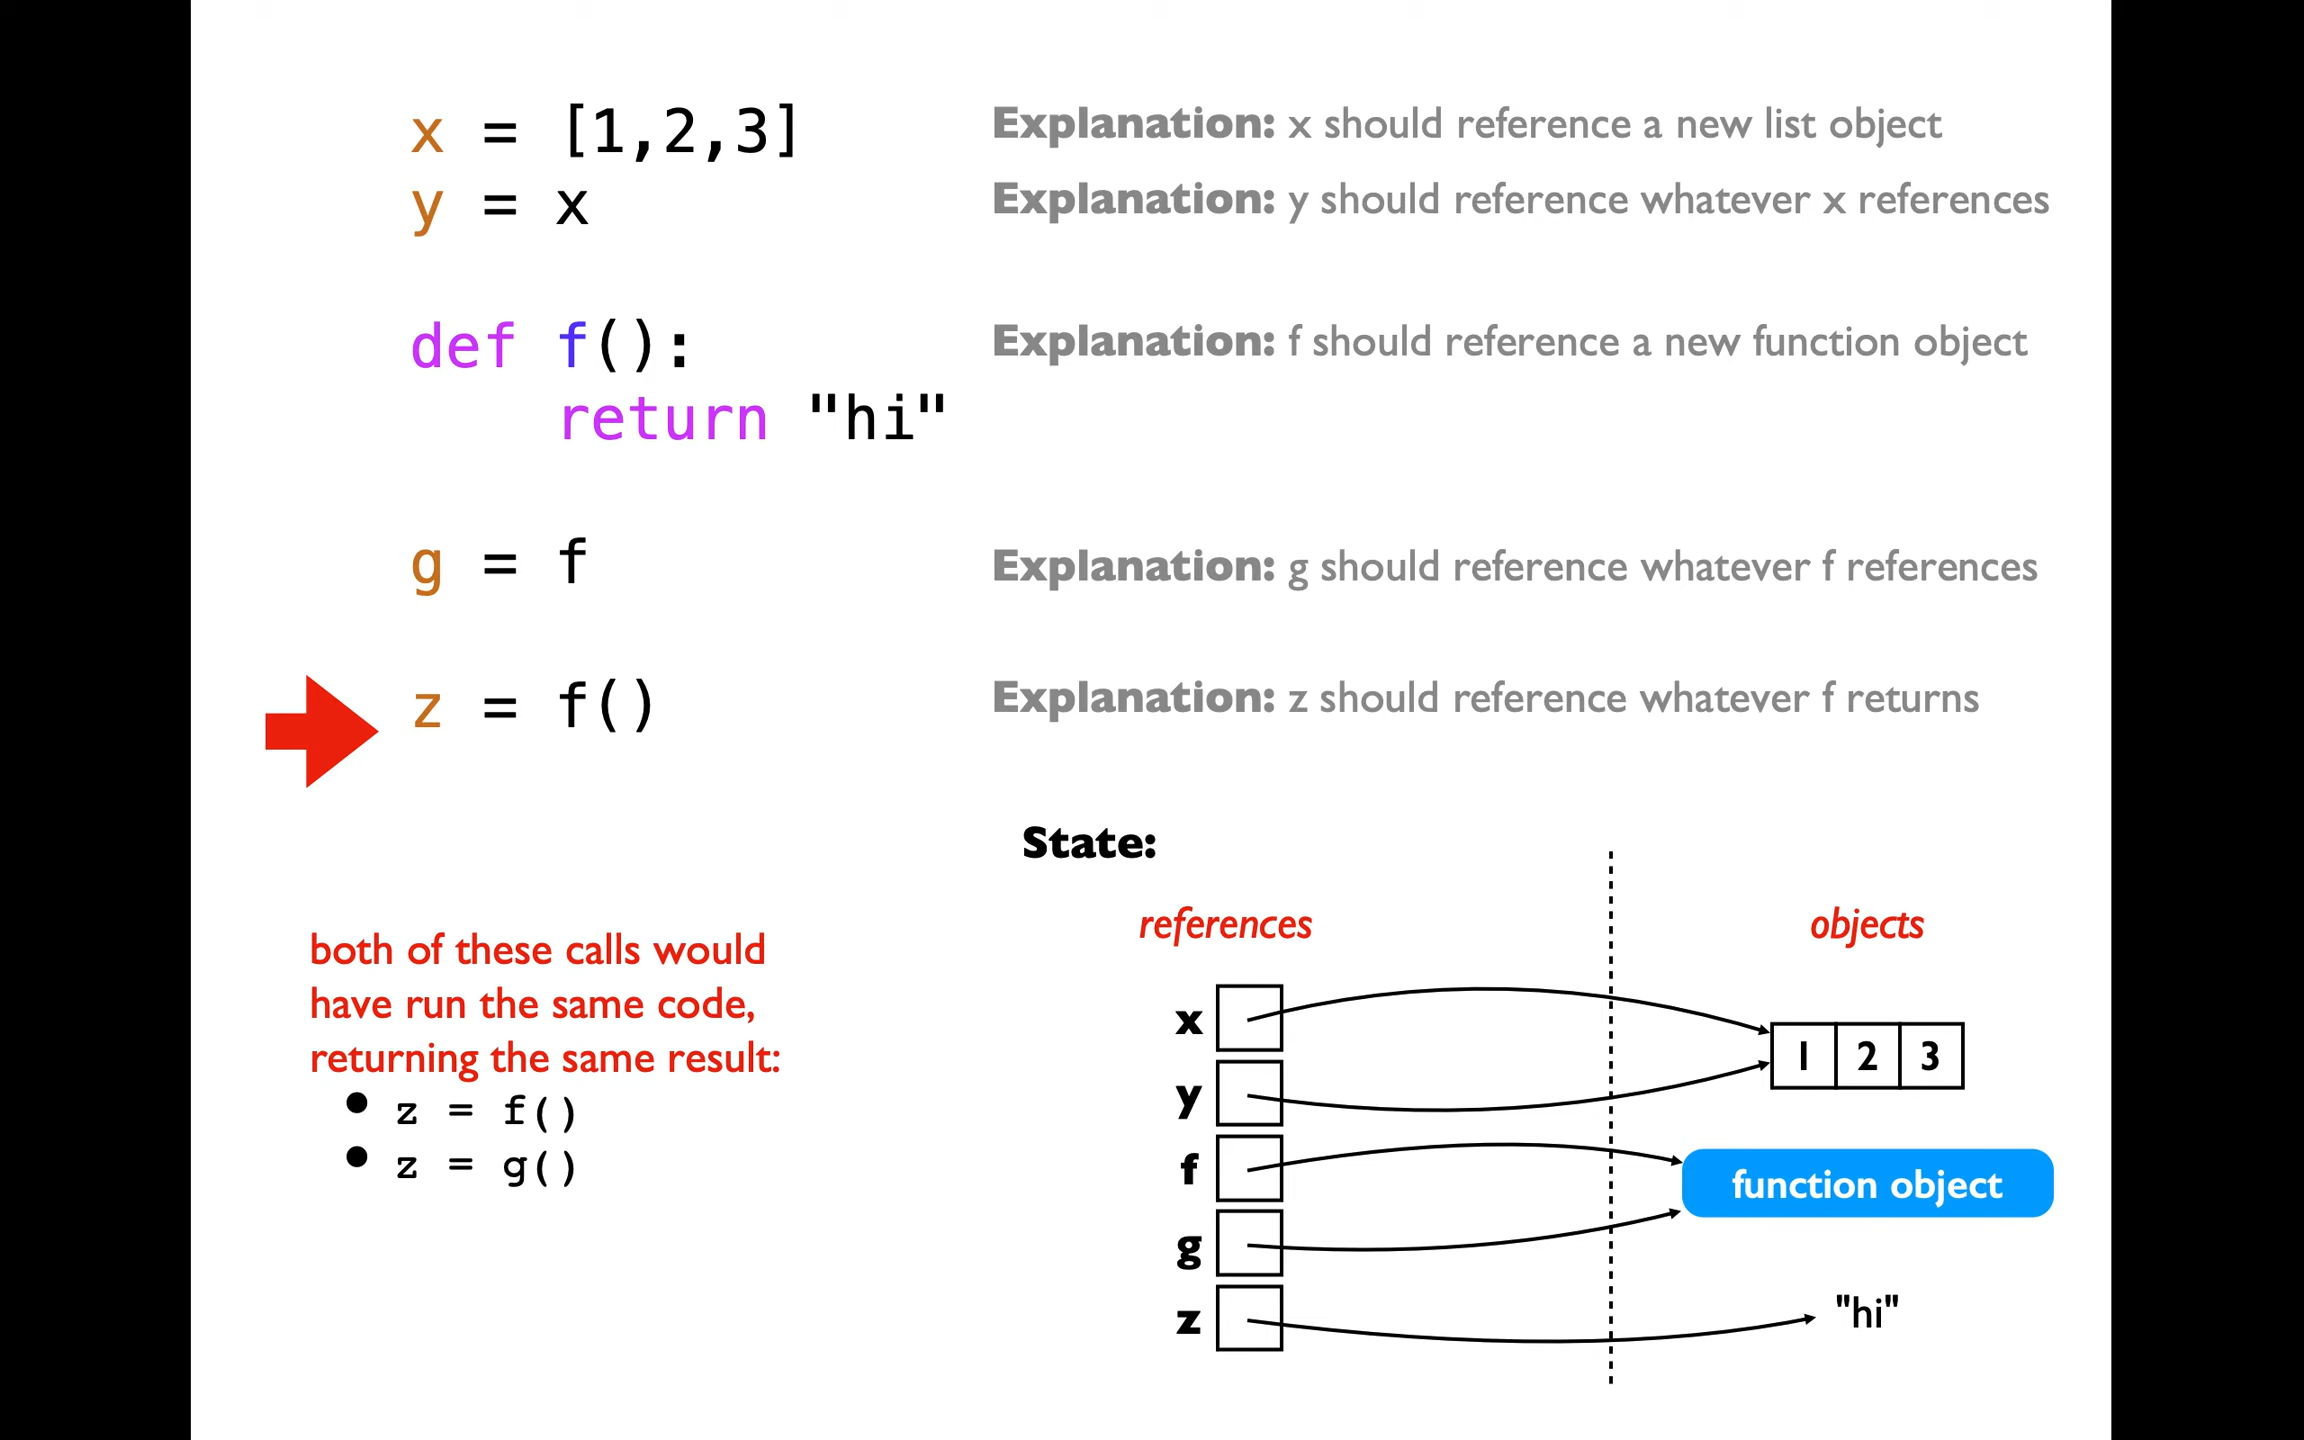 x = [1,2,3]
Explanation: x should reference a new list object
y = x
Explanation: y should reference whatever x references
def f():
Explanation: f should reference a new function object
return "hi"
g = f
Explanation: g should reference whatever f references
z = f()
Explanation: z should reference whatever f returns
both of these calls would
have run the same code,
returning the same result:
• z = f()
• z = g()
State:
references
objects
x
y
f
g
z
1 2 3
function object
"hi"